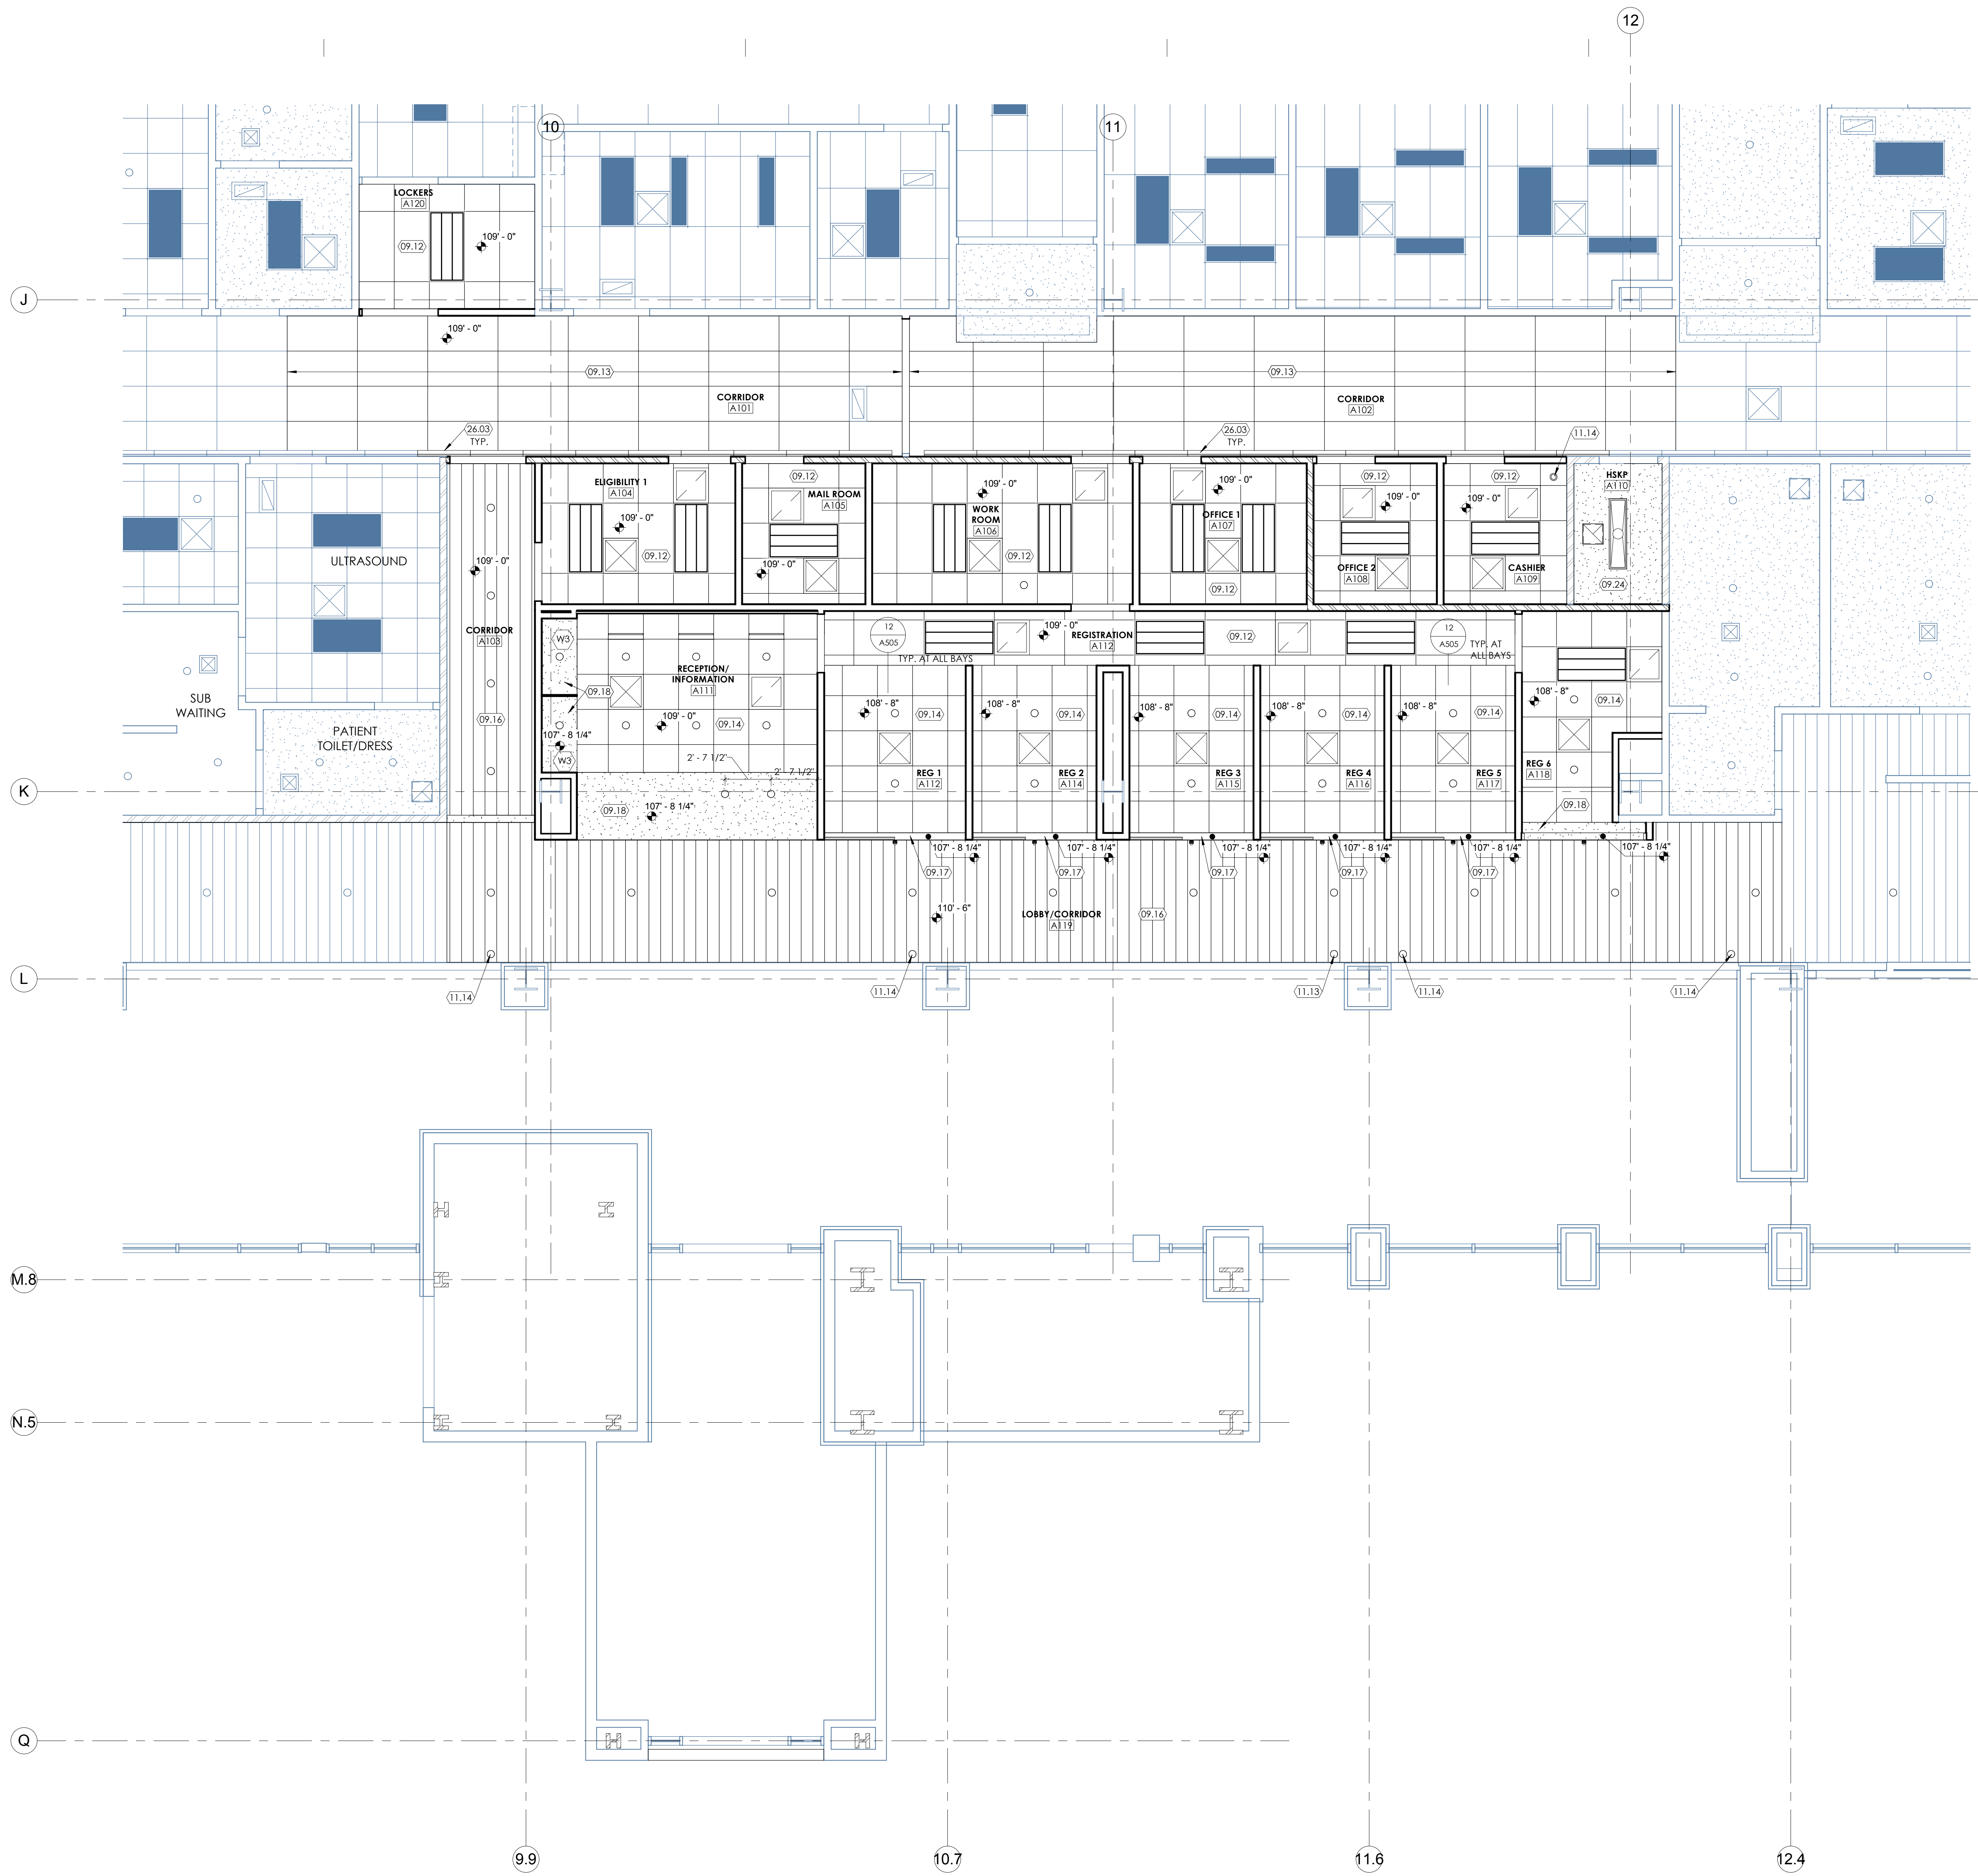 12
10
11
LOCKERS
A120
09.12
109' - 0"
J
109' - 0"
09.13
09.13
CORRIDOR
A101
CORRIDOR
A102
26.03
TYP.
26.03
TYP.
11.14
ELIGIBILITY 1
A104
109' - 0"
09.12
09.12
MAIL ROOM
A105
109' - 0"
109' - 0"
WORK
ROOM
A106
09.12
109' - 0"
OFFICE 1
A107
09.12
09.12
109' - 0"
OFFICE 2
A108
09.12
109' - 0"
CASHIER
A109
HSKP
A110
09.24
ULTRASOUND
109' - 0"
CORRIDOR
A103
09.16
SUB
WAITING
PATIENT
TOILET/DRESS
W3
09.18
107' - 8 1/4"
W3
RECEPTION/
INFORMATION
A111
109' - 0"
09.14
2' - 7 1/2"
2' - 7 1/2"
09.18
107' - 8 1/4"
12
A505
TYP. AT ALL BAYS
109' - 0"
REGISTRATION
A112
09.12
12
A505
TYP. AT
ALL BAYS
108' - 8"
09.14
108' - 8"
09.14
108' - 8"
09.14
108' - 8"
09.14
108' - 8"
09.14
108' - 8"
09.14
REG 1
A112
REG 2
A114
REG 3
A115
REG 4
A116
REG 5
A117
REG 6
A118
09.18
K
107' - 8 1/4"
107' - 8 1/4"
107' - 8 1/4"
107' - 8 1/4"
107' - 8 1/4"
107' - 8 1/4"
09.17
09.17
09.17
09.17
09.17
110' - 6"
LOBBY/CORRIDOR
A119
09.16
L
11.14
11.14
11.13
11.14
11.14
M.8
N.5
Q
9.9
10.7
11.6
12.4